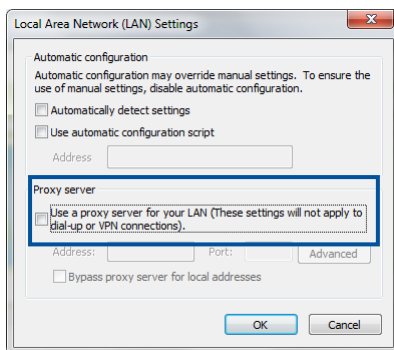 Local Area Network (LAN) Settings
Automatic configuration
Automatic configuration may override manual settings. To ensure the
use of manual settings, disable automatic configuration.
Automatically detect settings
Use automatic configuration script
Address
Proxy server
Use a proxy server for your LAN (These settings will not apply to
dial-up or VPN connections).
Address:
Port:
Advanced
Bypass proxy server for local addresses
OK
Cancel